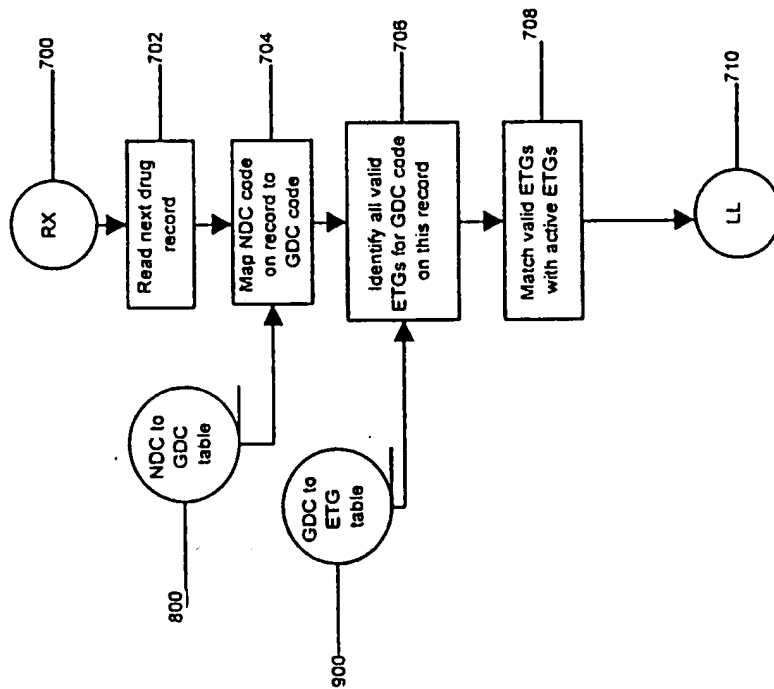 RX
700
Read next drug
record
702
Map NDC code
on record to
GDC code
704
NDC to
GDC
table
800
Identify all valid
ETGs for GDC code
on this record
706
GDC to
ETG
table
900
Match valid ETGs
with active ETGs
708
LL
710